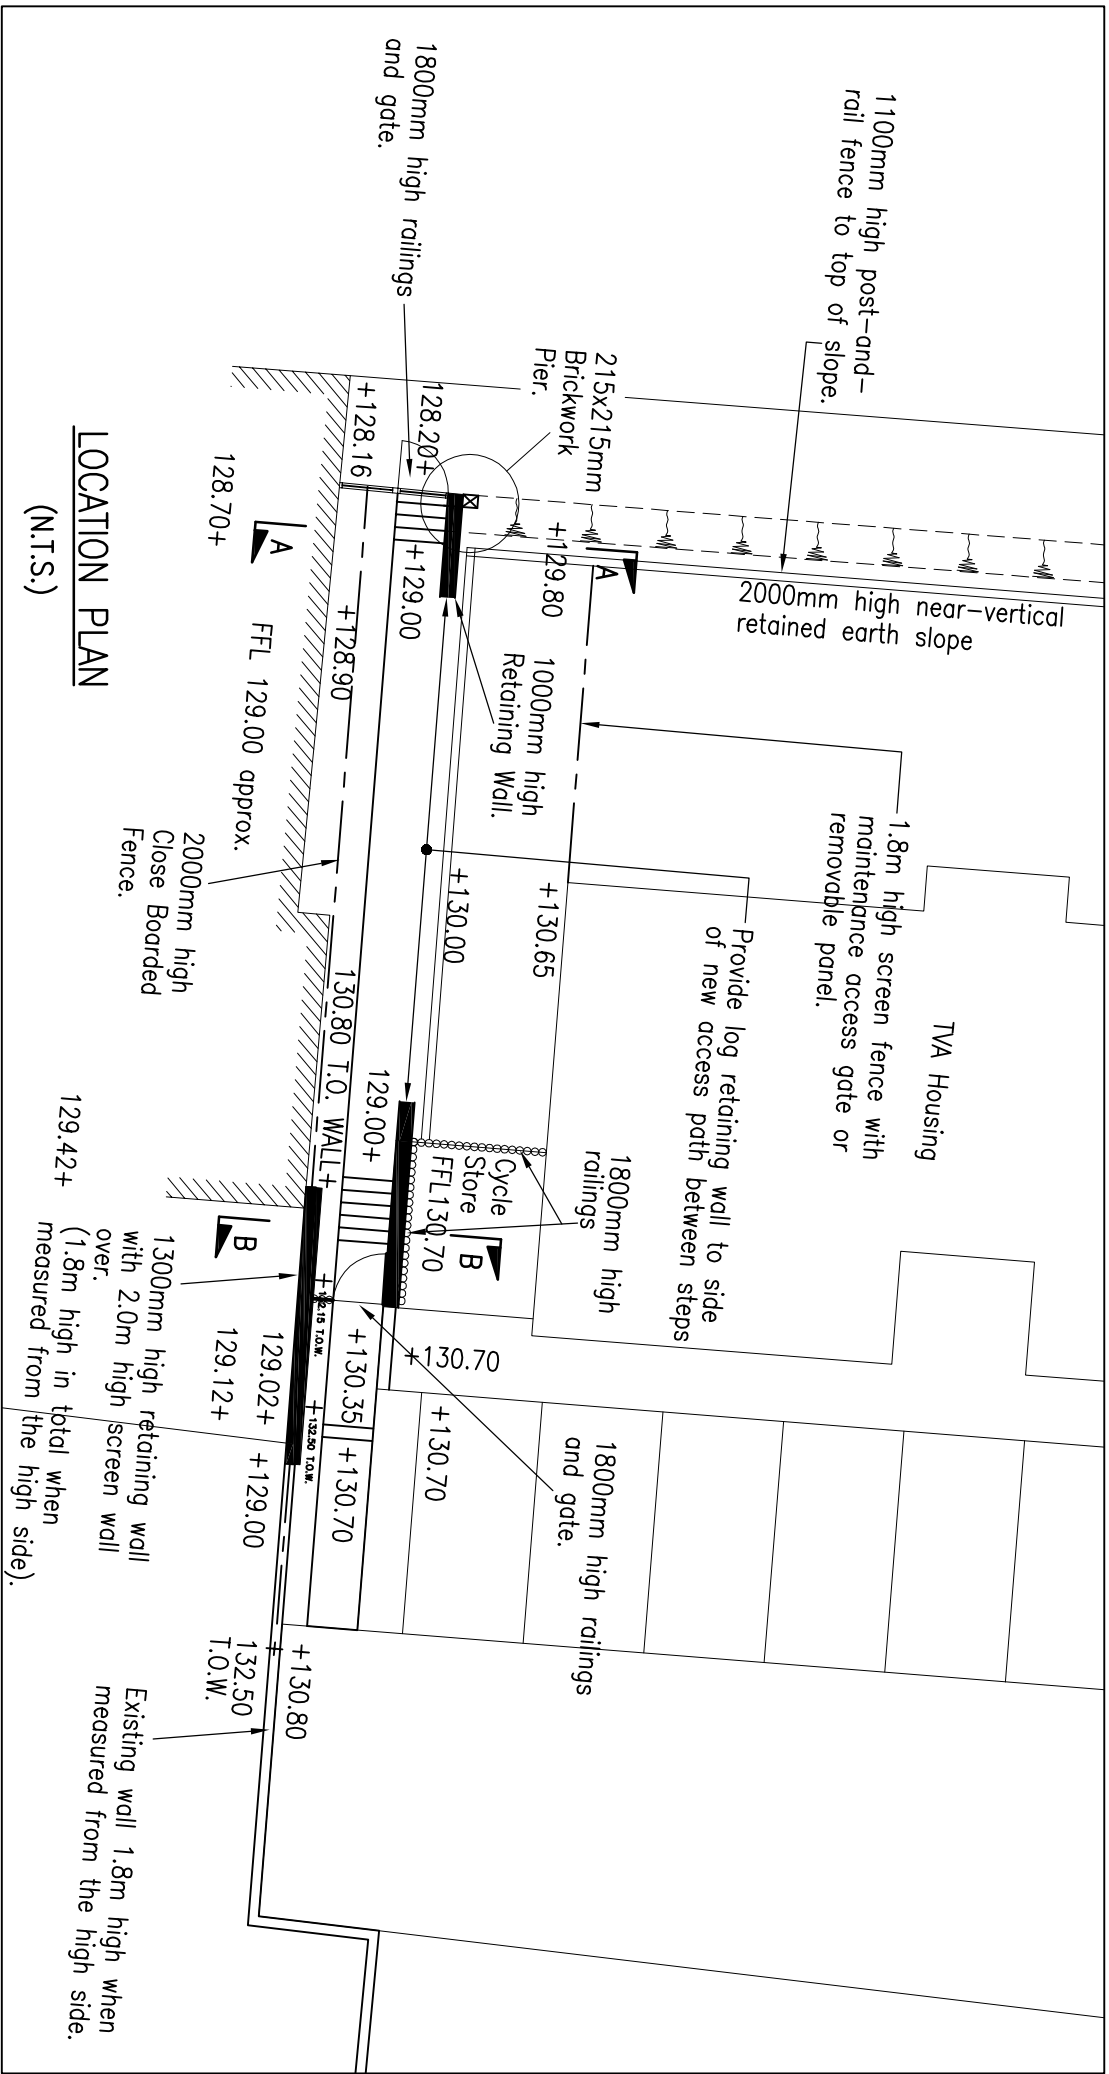 1100mm high post-and-
rail fence to top of slope.
1800mm high railings
and gate.
215x215mm
Brickwork
Pier.
2000mm high near-vertical
retained earth slope
1.8m high screen fence with
maintenance access gate or
removable panel.
TVA Housing
Provide log retaining wall to side
of new access path between steps
1000mm high
Retaining Wall.
1800mm high
railings
Cycle
Store
FFL130.70
1800mm high railings
and gate.
A
A
B
B
+128.16
128.20+
+129.00
+129.80
+128.90
128.70+
FFL 129.00 approx.
+130.65
+130.00
129.00+
130.80 T.O. WALL+
2000mm high
Close Boarded
Fence.
129.42+
1300mm high retaining wall
with 2.0m high screen wall
over.
(1.8m high in total when
measured from the high side).
129.02+
129.12+
+129.00
+
132.15 T.O.W.
+
132.50 T.O.W.
+130.35
+130.70
+130.70
+130.70
+130.80
+
132.50
T.O.W.
Existing wall 1.8m high when
measured from the high side.
LOCATION PLAN
(N.T.S.)